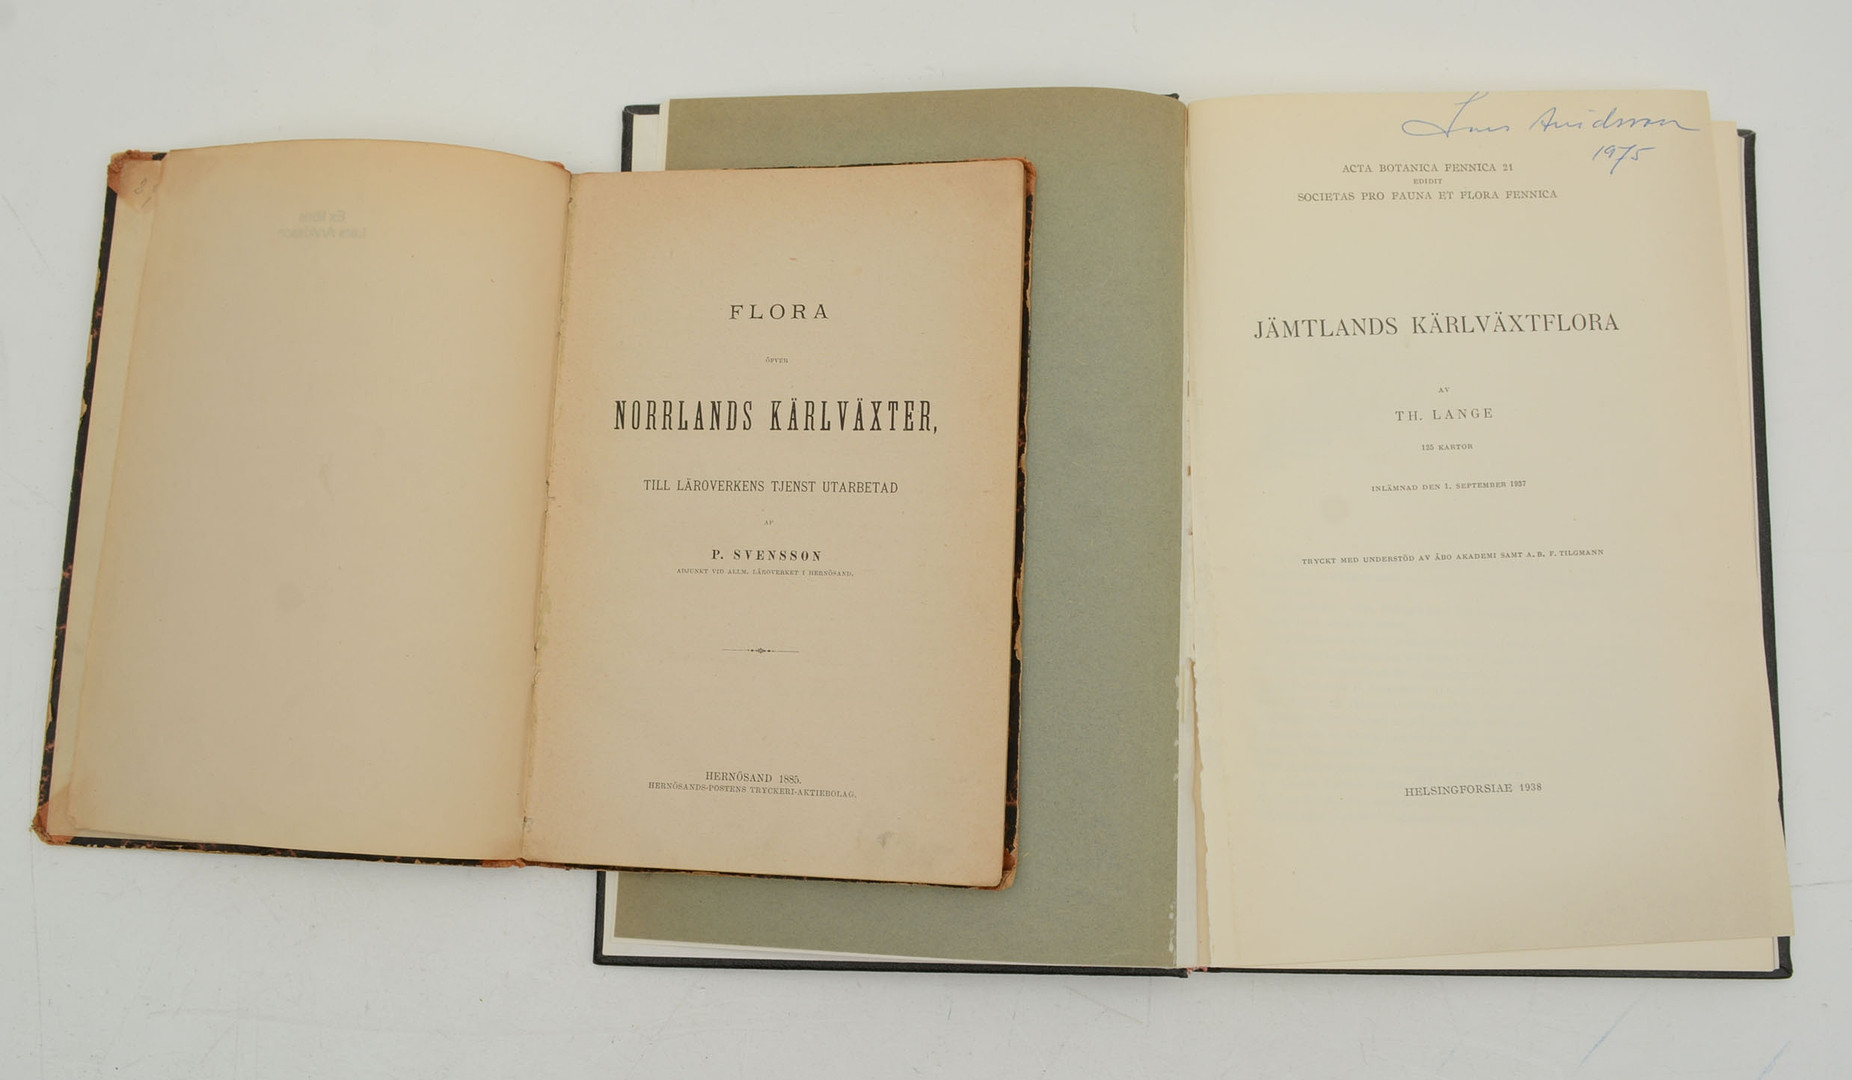 FLORA
ÖFVER
NORRLANDS KÄRLVÄXTER,
TILL LÄROVERKENS TJENST UTARBETAD
AF
P. SVENSSON
ADJUNKT VID ALLM. LÄROVERKET I HERNÖSAND.
HERNÖSAND 1885.
HERNÖSANDS-POSTENS TRYCKERI-AKTIEBOLAG.
Lars Arvidsson
1975
ACTA BOTANICA FENNICA 21
EDIDIT
SOCIETAS PRO FAUNA ET FLORA FENNICA
JÄMTLANDS KÄRLVÄXTFLORA
AV
TH. LANGE
125 KARTOR
INLÄMNAD DEN 1. SEPTEMBER 1937
TRYCKT MED UNDERSTÖD AV ÅBO AKADEMI SAMT A. B. F. TILGMANN
HELSINGFORSIAE 1938